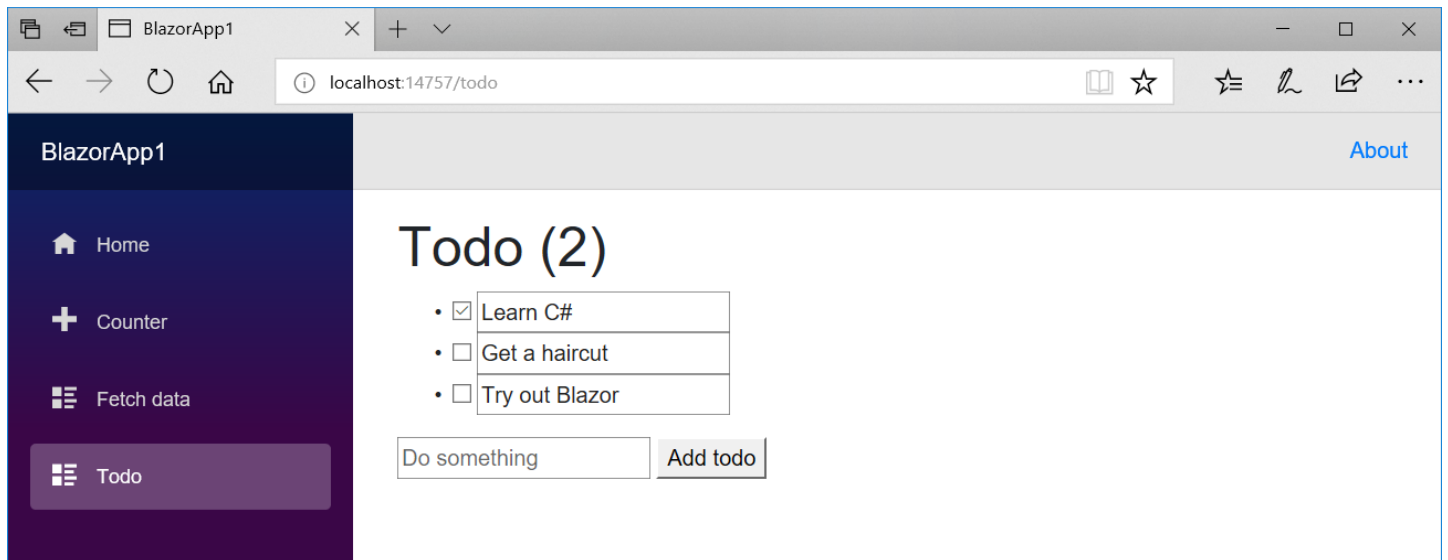 BlazorApp1
localhost:14757/todo
BlazorApp1
About
Home
Counter
Fetch data
Todo
Todo (2)
Learn C#
Get a haircut
Try out Blazor
Do something
Add todo